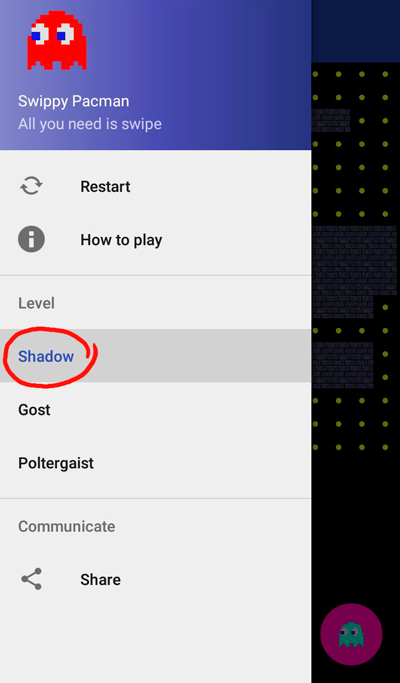 Swippy Pacman
All you need is swipe
Restart
How to play
Level
Shadow
Gost
Poltergaist
Communicate
Share